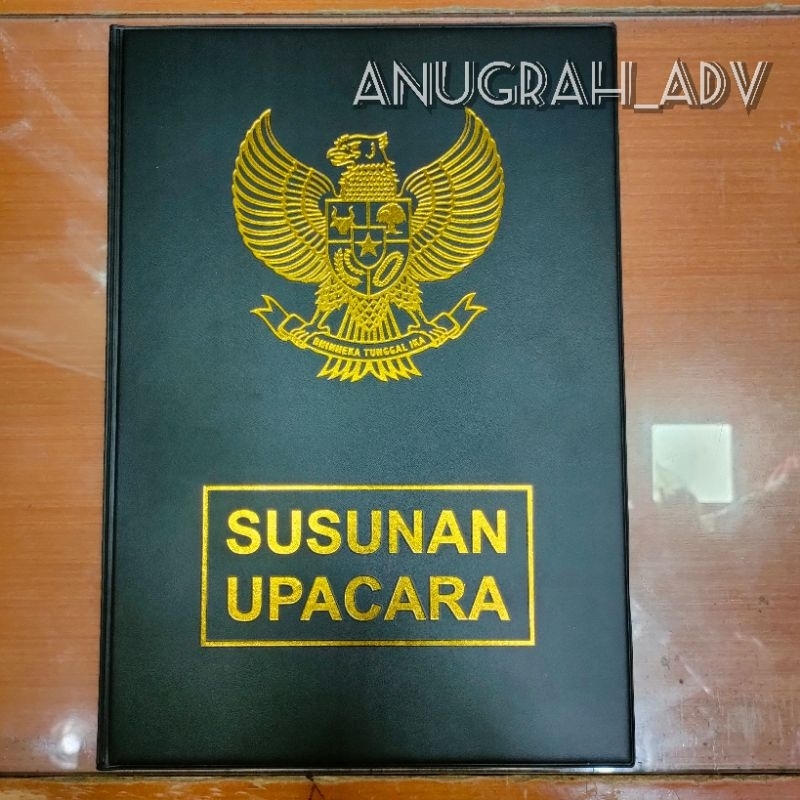 ANUGRAH_ADV
BHINNEKA TUNGGAL IKA
SUSUNAN
UPACARA